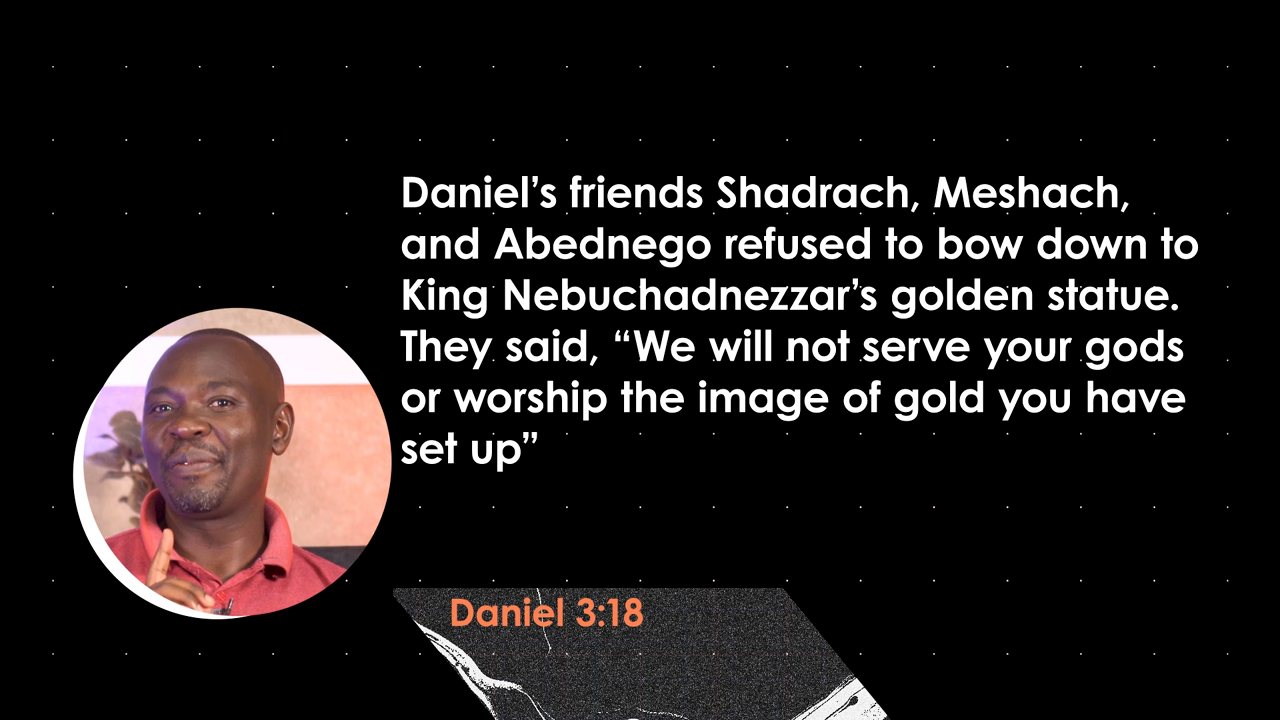 Daniel’s friends Shadrach, Meshach,
and Abednego refused to bow down to
King Nebuchadnezzar’s golden statue.
They said, “We will not serve your gods
or worship the image of gold you have
set up”
Daniel 3:18